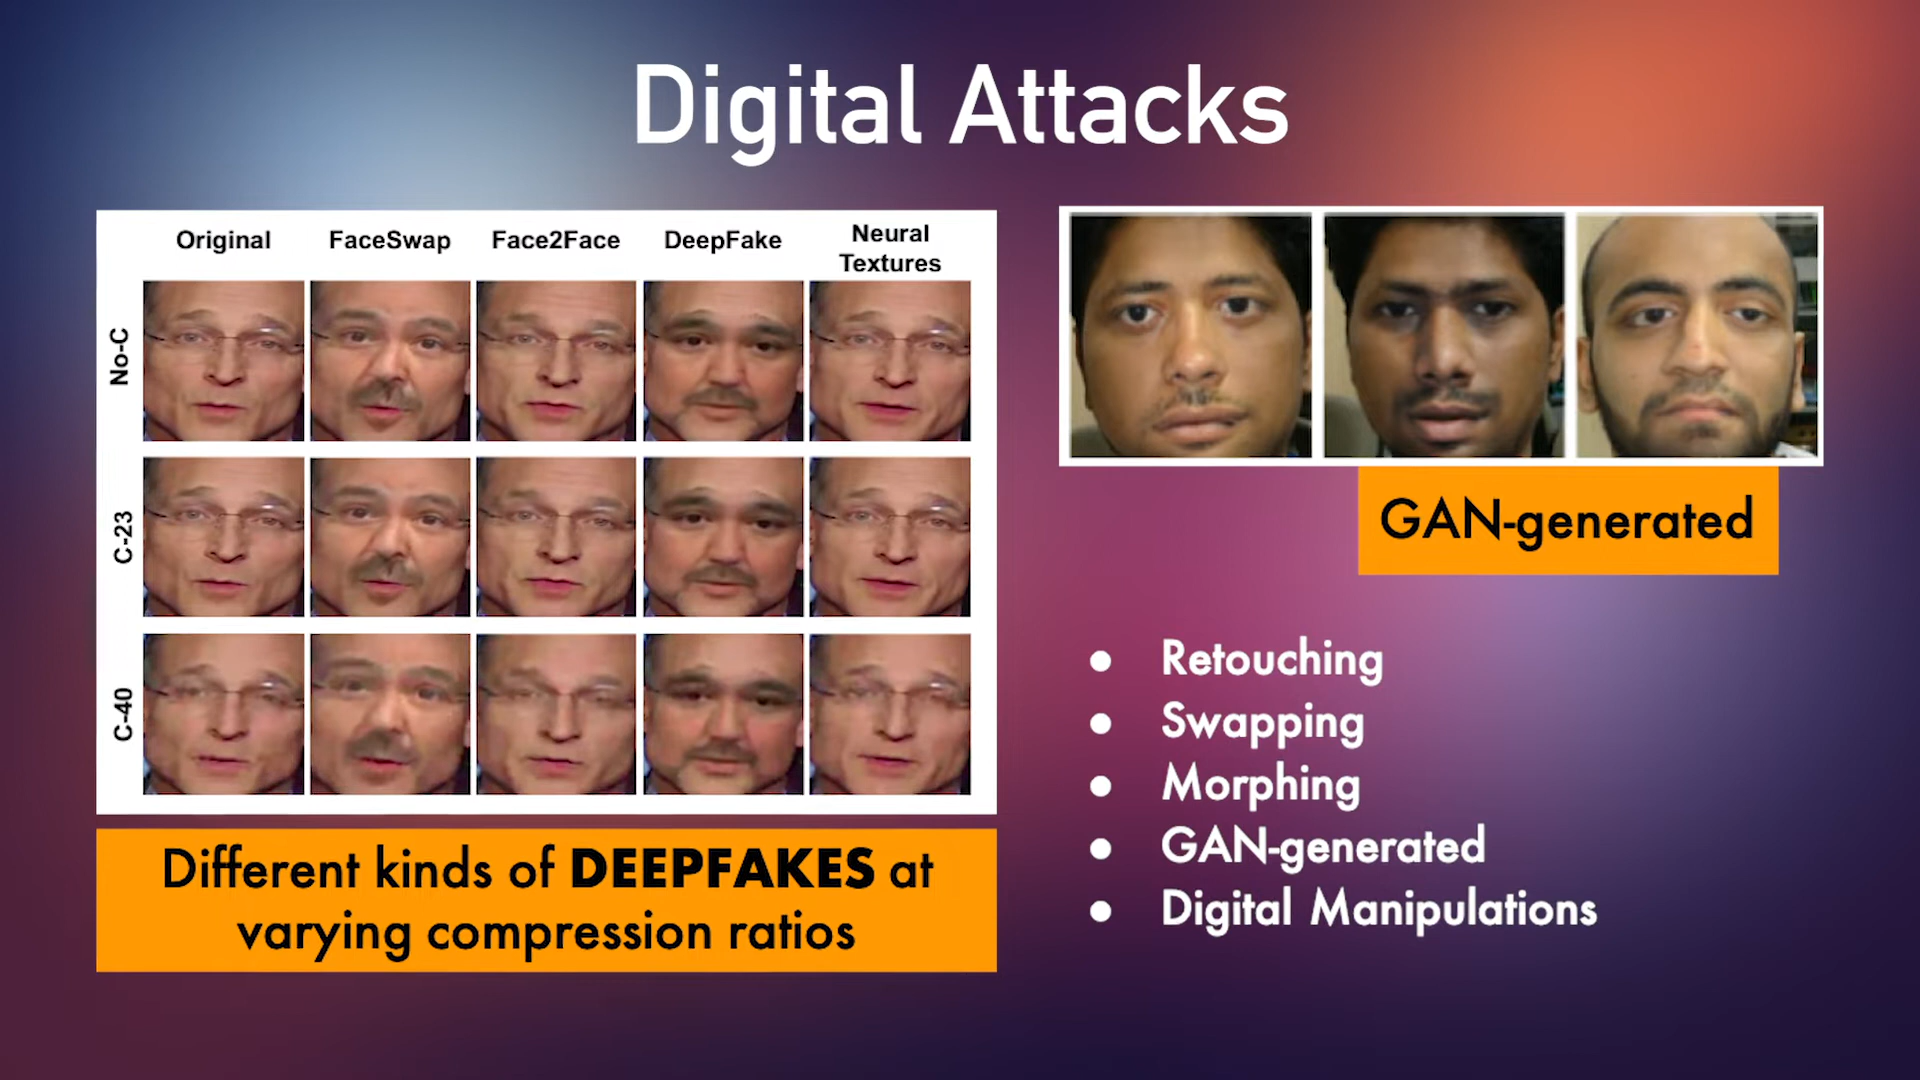 Digital Attacks
Original FaceSwap Face2Face DeepFake Neural
Textures
No-C
C-23
C-40
Different kinds of DEEPFAKES at
varying compression ratios
GAN-generated
● Retouching
● Swapping
● Morphing
● GAN-generated
● Digital Manipulations